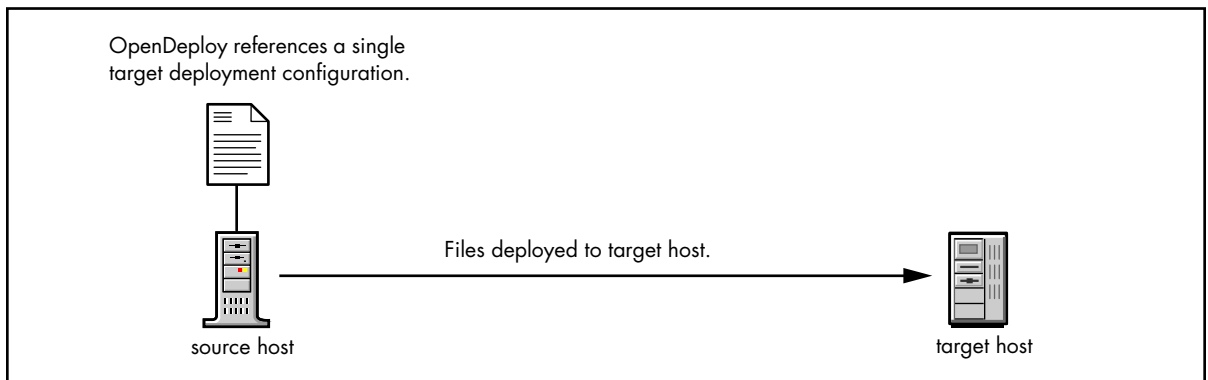 OpenDeploy references a single
target deployment configuration.
Files deployed to target host.
source host
target host